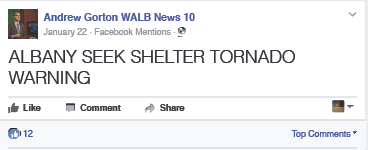 Andrew Gorton WALB News 10
January 22 · Facebook Mentions ·
ALBANY SEEK SHELTER TORNADO
WARNING
Like Comment Share
12 Top Comments